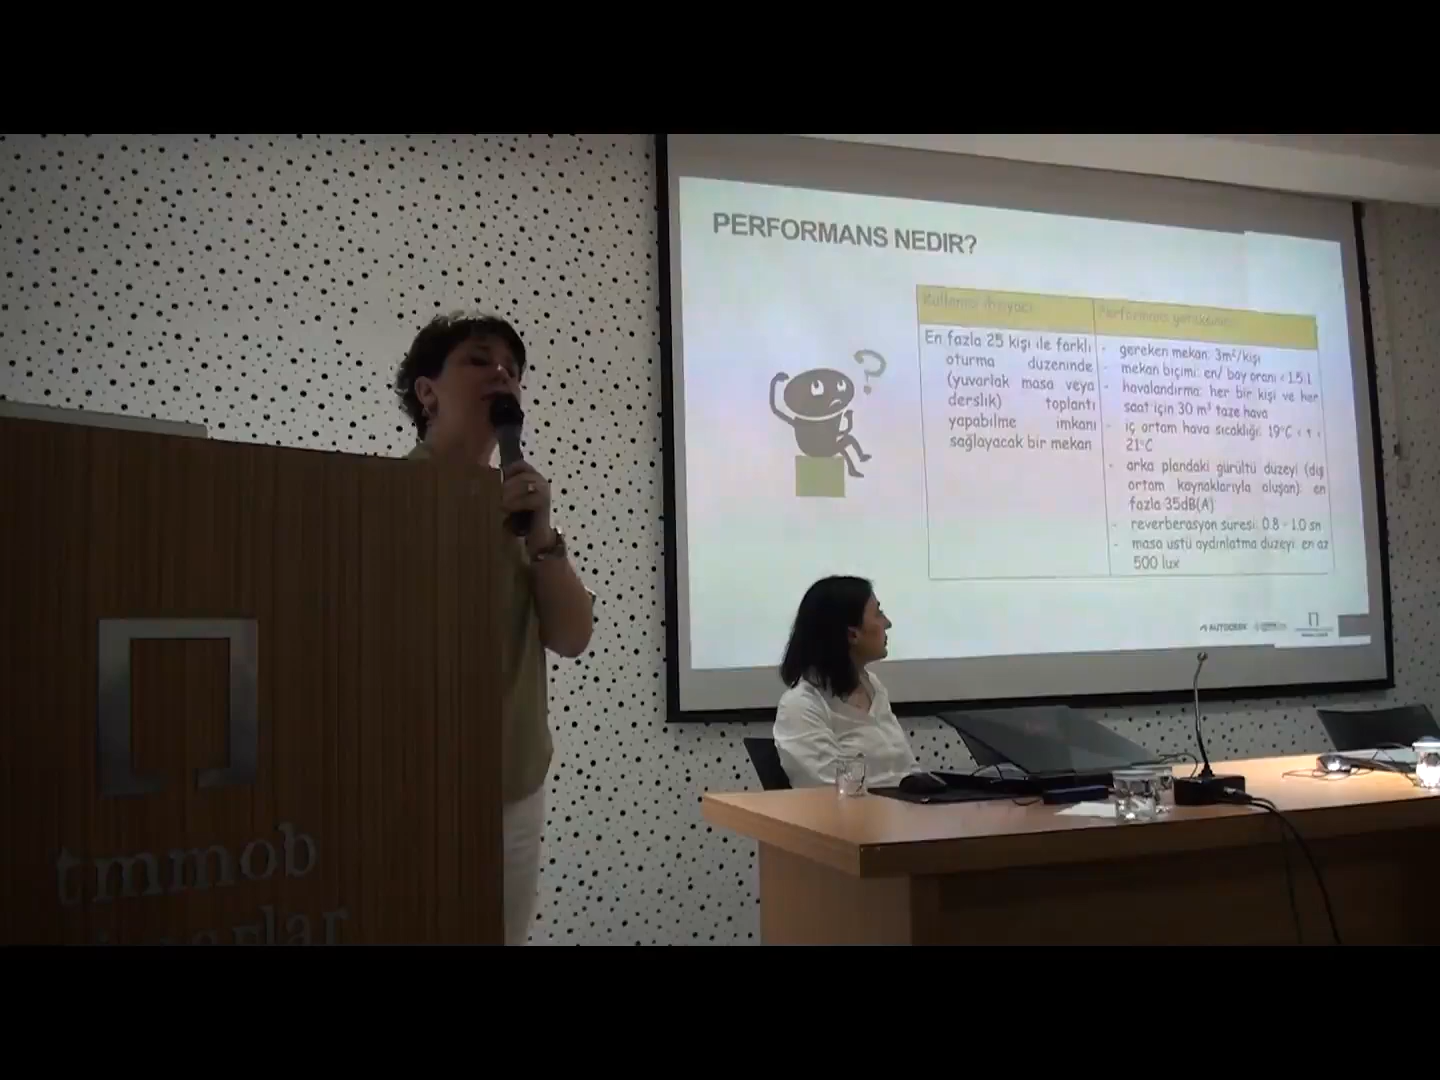 PERFORMANS NEDIR?
Kullanıcı ihtiyacı
Performans gereksinimi
En fazla 25 kişi ile farklı
oturma düzeninde
(yuvarlak masa veya
derslik) toplantı
yapabilme imkanı
sağlayacak bir mekan
- gereken mekan: 3m²/kişi
- mekan biçimi: en/ boy oranı < 1.5:1
- havalandırma: her bir kişi ve her
saat için 30 m³ taze hava
- iç ortam hava sıcaklığı: 19°C < t <
21°C
- arka plandaki gürültü düzeyi (dış
ortam kaynaklarıyla oluşan): en
fazla 35dB(A)
- reverberasyon süresi: 0.8 - 1.0 sn
- masa üstü aydınlatma düzeyi: en az
500 lux
AUTODESK
tmmob